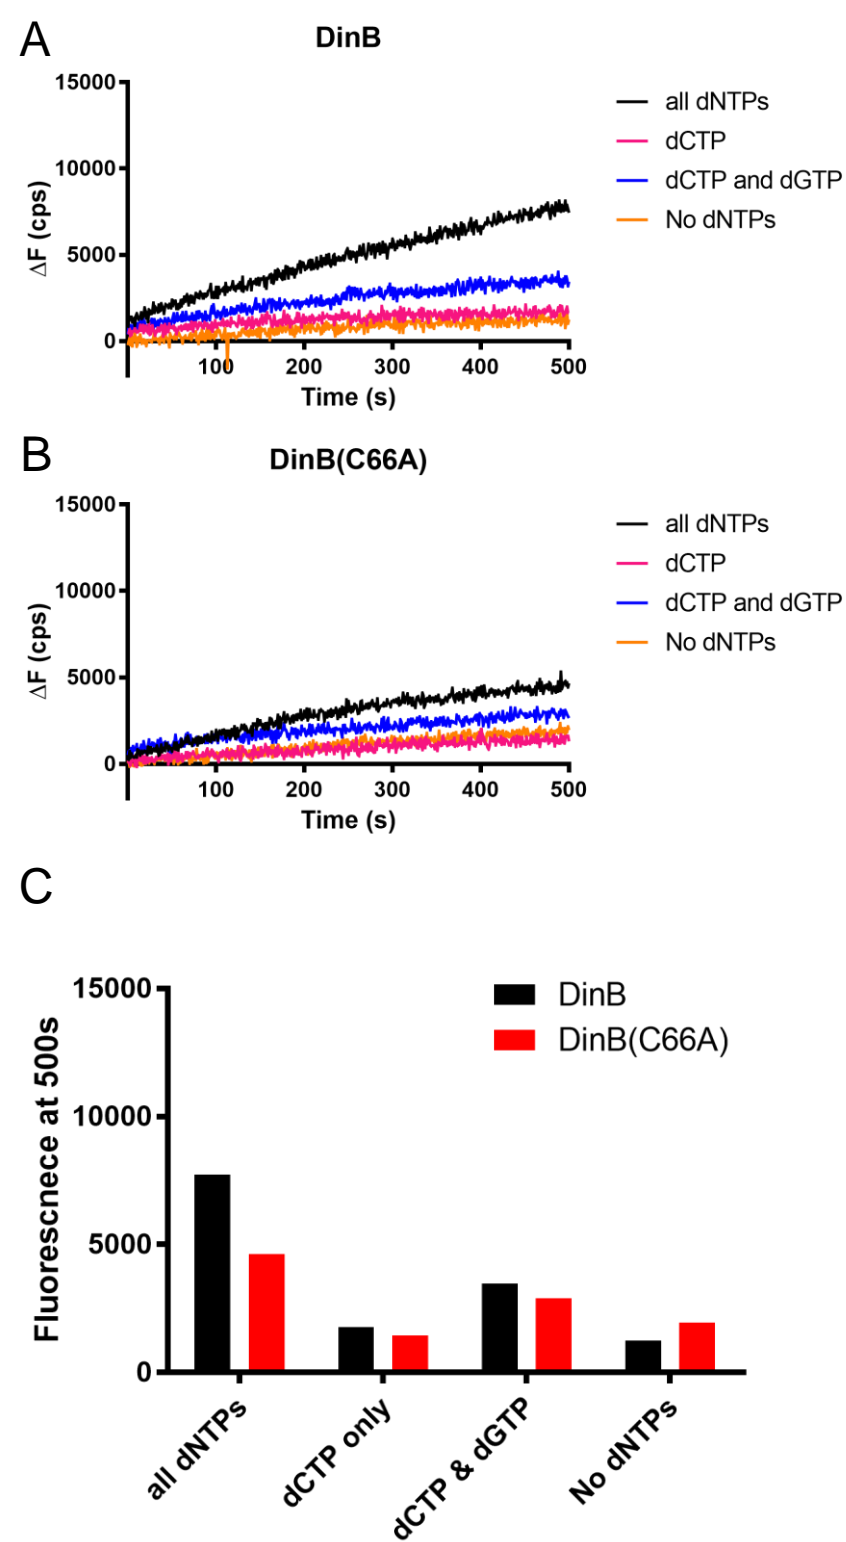 A
DinB
15000
10000
5000
0
ΔF (cps)
100
200
300
400
500
Time (s)
all dNTPs
dCTP
dCTP and dGTP
No dNTPs
B
DinB(C66A)
15000
10000
5000
0
ΔF (cps)
100
200
300
400
500
Time (s)
all dNTPs
dCTP
dCTP and dGTP
No dNTPs
C
15000
10000
5000
0
Fluorescnece at 500s
DinB
DinB(C66A)
all dNTPs
dCTP only
dCTP & dGTP
No dNTPs